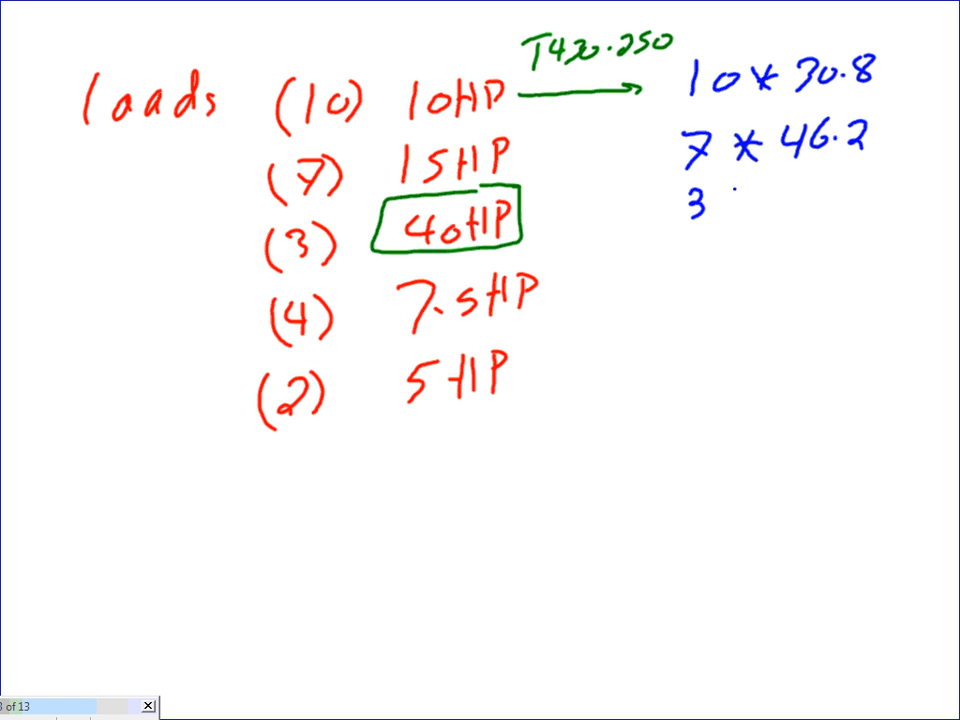 loads (10) 10HP T430.250 10 * 30.8
(7) 15HP 7 * 46.2
(3) 40HP 3
(4) 7.5HP
(2) 5HP
3 of 13